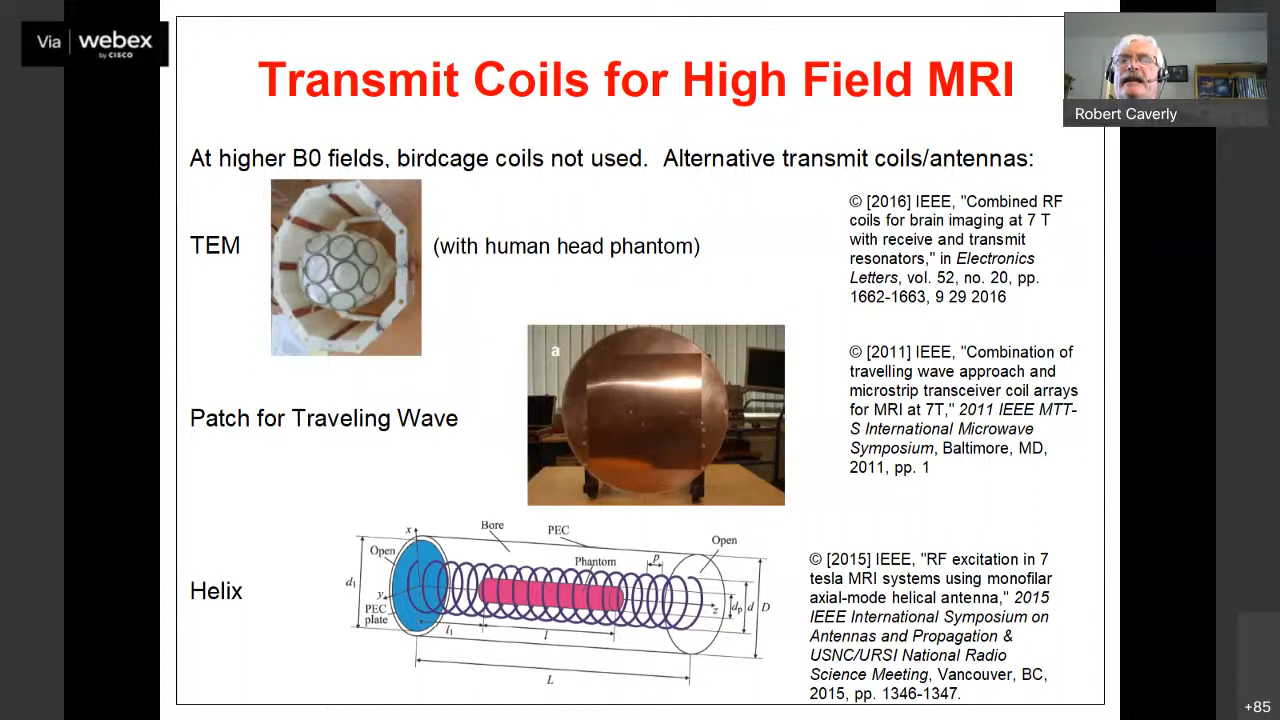 Via webex
by CISCO
Transmit Coils for High Field MRI
Robert Caverly
At higher B0 fields, birdcage coils not used. Alternative transmit coils/antennas:
TEM
(with human head phantom)
© [2016] IEEE, "Combined RF
coils for brain imaging at 7 T
with receive and transmit
resonators," in Electronics
Letters, vol. 52, no. 20, pp.
1662-1663, 9 29 2016
a
Patch for Traveling Wave
© [2011] IEEE, "Combination of
travelling wave approach and
microstrip transceiver coil arrays
for MRI at 7T," 2011 IEEE MTT-
S International Microwave
Symposium, Baltimore, MD,
2011, pp. 1
Helix
x
Bore
PEC
Open
Open
Phantom
p
d1
y
PEC
plate
z
dp
d
D
l1
l
L
© [2015] IEEE, "RF excitation in 7
tesla MRI systems using monofilar
axial-mode helical antenna," 2015
IEEE International Symposium on
Antennas and Propagation &
USNC/URSI National Radio
Science Meeting, Vancouver, BC,
2015, pp. 1346-1347.
+85